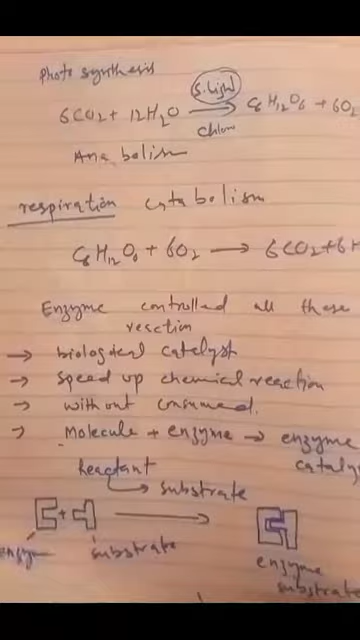 Photo synthesis
S.light
6CO2 + 12H2O → C6H12O6 + 6O2
chloro
Anabolism
respiration catabolism
C6H12O6 + 6O2 → 6CO2 + 6H
Enzyme controlled all these
reaction
→ biological catalyst
→ Speed up chemical reaction
→ without consumed.
→ Molecule + enzyme → enzyme
Reactant cataly
→ substrate
+ →
enzyme substrate
enzyme
substrate